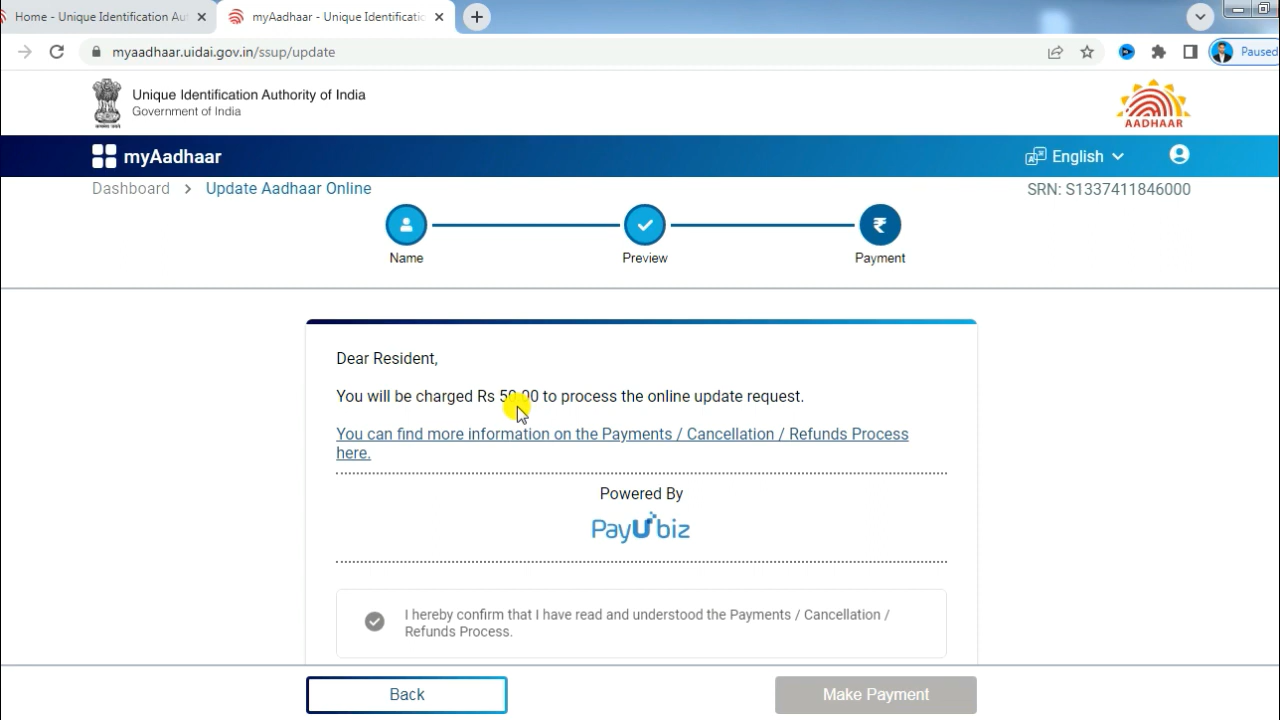 Home - Unique Identification Aut
myAadhaar - Unique Identificatio
myaadhaar.uidai.gov.in/ssup/update
Paused
Unique Identification Authority of India
Government of India
AADHAAR
myAadhaar
English
Dashboard > Update Aadhaar Online
SRN: S1337411846000
₹
Name
Preview
Payment
Dear Resident,
You will be charged Rs 50.00 to process the online update request.
You can find more information on the Payments / Cancellation / Refunds Process
here.
Powered By
PayUbiz
I hereby confirm that I have read and understood the Payments / Cancellation /
Refunds Process.
Back
Make Payment